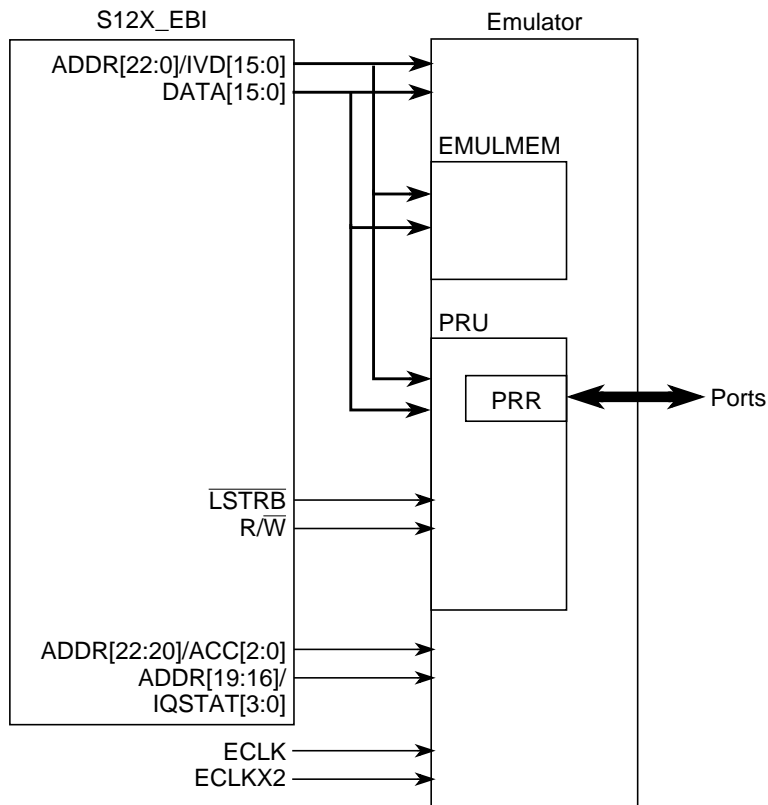 S12X_EBI
Emulator
ADDR[22:0]/IVD[15:0]
DATA[15:0]
EMULMEM
PRU
PRR
Ports
LSTRB
R/W
ADDR[22:20]/ACC[2:0]
ADDR[19:16]/
IQSTAT[3:0]
ECLK
ECLKX2